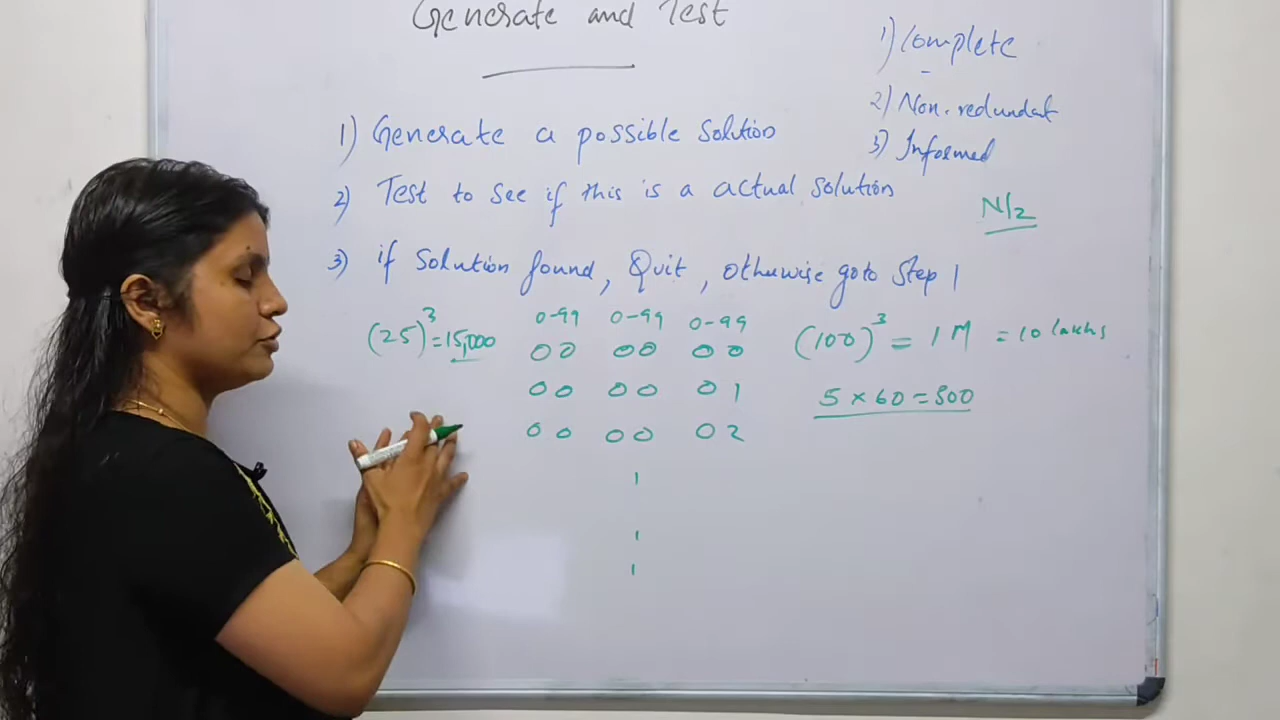 Generate and Test
1) Complete
2) Non-redundat
3) Informed
N/2
1) Generate a possible solution
2) Test to see if this is a actual solution
3) if solution found, Quit, otherwise goto step 1
(25)³ = 15,000
0-99 0-99 0-99
00 00 00
00 00 01
00 00 02
(100)³ = 1M = 10 lakhs
5 × 60 = 300